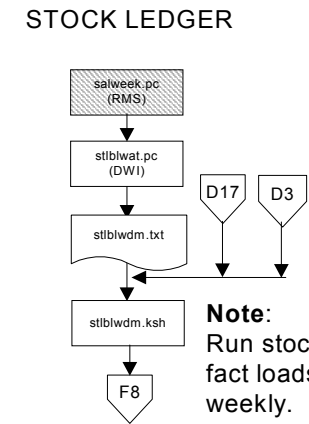 STOCK LEDGER
salweek.pc
(RMS)
stlblwat.pc
(DWI)
D17 D3
stlblwdm.txt
stlblwdm.ksh
Note:
Run stoc
fact loads
weekly.
F8